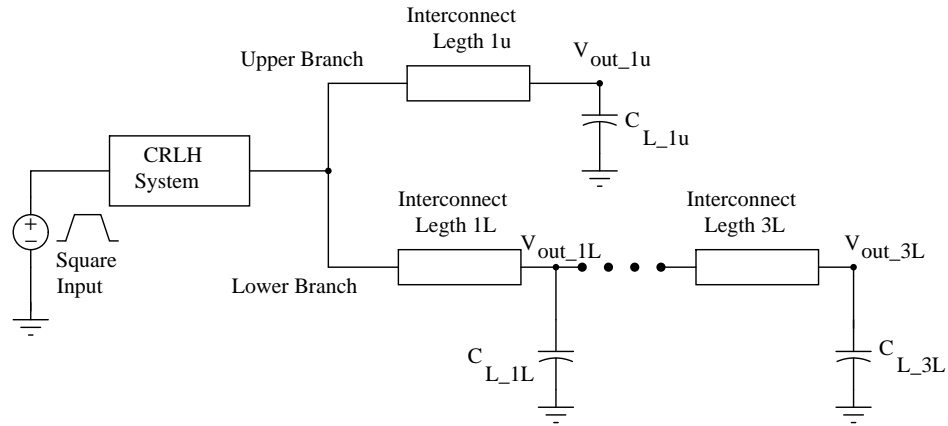 Interconnect
Legth 1u
Upper Branch
V out_1u
C L_1u
CRLH
System
+
−
Square
Input
Interconnect
Legth 1L
V out_1L
Interconnect
Legth 3L
V out_3L
Lower Branch
C L_1L
C L_3L